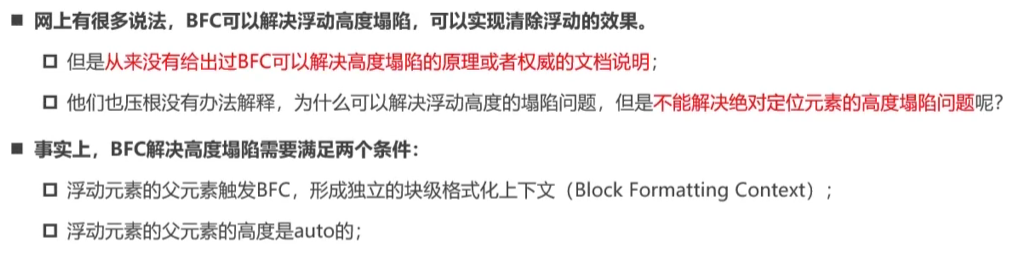 网上有很多说法，BFC可以解决浮动高度塌陷，可以实现清除浮动的效果。
但是从来没有给出过BFC可以解决高度塌陷的原理或者权威的文档说明；
他们也压根没有办法解释，为什么可以解决浮动高度的塌陷问题，但是不能解决绝对定位元素的高度塌陷问题呢？
事实上，BFC解决高度塌陷需要满足两个条件：
浮动元素的父元素触发BFC，形成独立的块级格式化上下文（Block Formatting Context）；
浮动元素的父元素的高度是auto的；